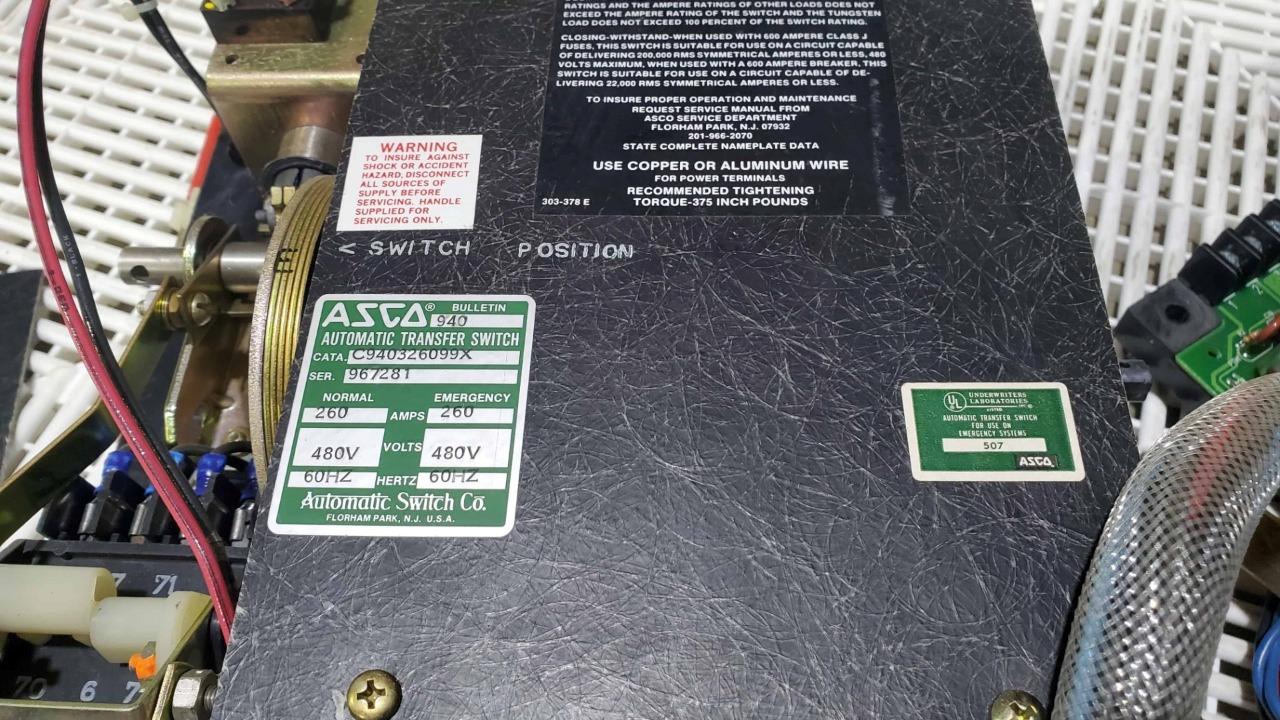 RATINGS AND THE AMPERE RATINGS OF OTHER LOADS DOES NOT
EXCEED THE AMPERE RATING OF THE SWITCH AND THE TUNGSTEN
LOAD DOES NOT EXCEED 100 PERCENT OF THE SWITCH RATING.
CLOSING-WITHSTAND-WHEN USED WITH 600 AMPERE CLASS J
FUSES, THIS SWITCH IS SUITABLE FOR USE ON A CIRCUIT CAPABLE
OF DELIVERING 200,000 RMS SYMMETRICAL AMPERES OR LESS, 480
VOLTS MAXIMUM, WHEN USED WITH A 600 AMPERE BREAKER, THIS
SWITCH IS SUITABLE FOR USE ON A CIRCUIT CAPABLE OF DE-
LIVERING 22,000 RMS SYMMETRICAL AMPERES OR LESS.
TO INSURE PROPER OPERATION AND MAINTENANCE
REQUEST SERVICE MANUAL FROM
ASCO SERVICE DEPARTMENT
FLORHAM PARK, N.J. 07932
201-966-2070
STATE COMPLETE NAMEPLATE DATA
USE COPPER OR ALUMINUM WIRE
FOR POWER TERMINALS
RECOMMENDED TIGHTENING
303-378 E TORQUE-375 INCH POUNDS
WARNING
TO INSURE AGAINST
SHOCK OR ACCIDENT
HAZARD, DISCONNECT
ALL SOURCES OF
SUPPLY BEFORE
SERVICING. HANDLE
SUPPLIED FOR
SERVICING ONLY.
< SWITCH POSITION
E
ASCO® BULLETIN
940
AUTOMATIC TRANSFER SWITCH
CATA. C940326099X
SER. 967281
NORMAL EMERGENCY
260 AMPS 260
480V VOLTS 480V
60HZ HERTZ 60HZ
Automatic Switch Co.
FLORHAM PARK, N.J. U.S.A.
UL UNDERWRITERS
LABORATORIES INC.®
LISTED
AUTOMATIC TRANSFER SWITCH
FOR USE ON
EMERGENCY SYSTEMS
507
ASCO
7 71
70 6 7